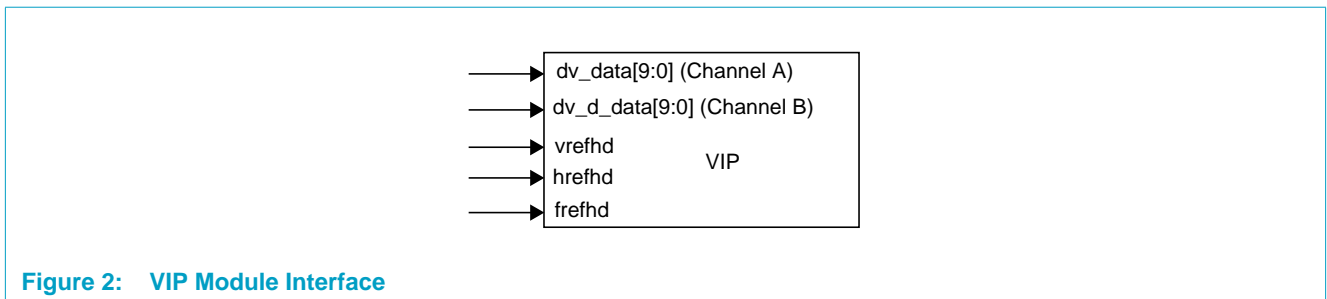 dv_data[9:0] (Channel A)
dv_d_data[9:0] (Channel B)
vrefhd
VIP
hrefhd
frefhd
Figure 2: VIP Module Interface